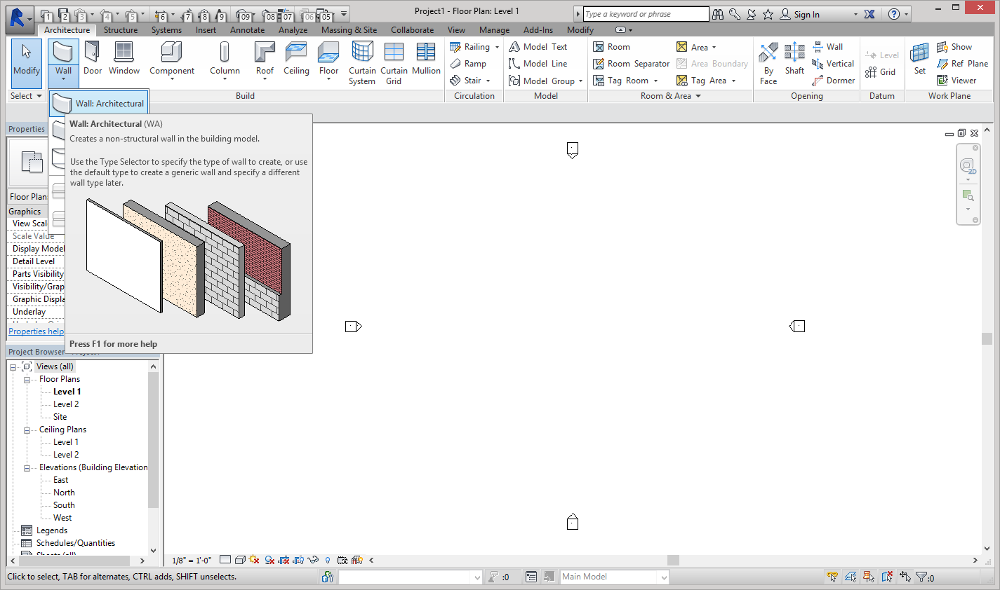 1 2 3 4 5 6 7 8 9 09 08 07 06 05
Project1 - Floor Plan: Level 1
Type a keyword or phrase
Sign In
Architecture Structure Systems Insert Annotate Analyze Massing & Site Collaborate View Manage Add-Ins Modify
Modify
Wall
Door
Window
Component
Column
Roof
Ceiling
Floor
Curtain System
Curtain Grid
Mullion
Railing
Ramp
Stair
Model Text
Model Line
Model Group
Room
Room Separator
Tag Room
Area
Area Boundary
Tag Area
By Face
Shaft
Wall
Vertical
Dormer
Level
Grid
Set
Show
Ref Plane
Viewer
Select Build Circulation Model Room & Area Opening Datum Work Plane
Wall: Architectural
Wall: Architectural (WA)
Creates a non-structural wall in the building model.
Use the Type Selector to specify the type of wall to create, or use
the default type to create a generic wall and specify a different
wall type later.
Press F1 for more help
Properties
Floor Plan:
Graphics
View Scale
Scale Value
Display Model
Detail Level
Parts Visibility
Visibility/Grap
Graphic Displa
Underlay
Properties help
Project Browser - Project1
Views (all)
Floor Plans
Level 1
Level 2
Site
Ceiling Plans
Level 1
Level 2
Elevations (Building Elevation
East
North
South
West
Legends
Schedules/Quantities
Sheets (all)
2D
1/8" = 1'-0"
Click to select, TAB for alternates, CTRL adds, SHIFT unselects.
:0
Main Model
:0